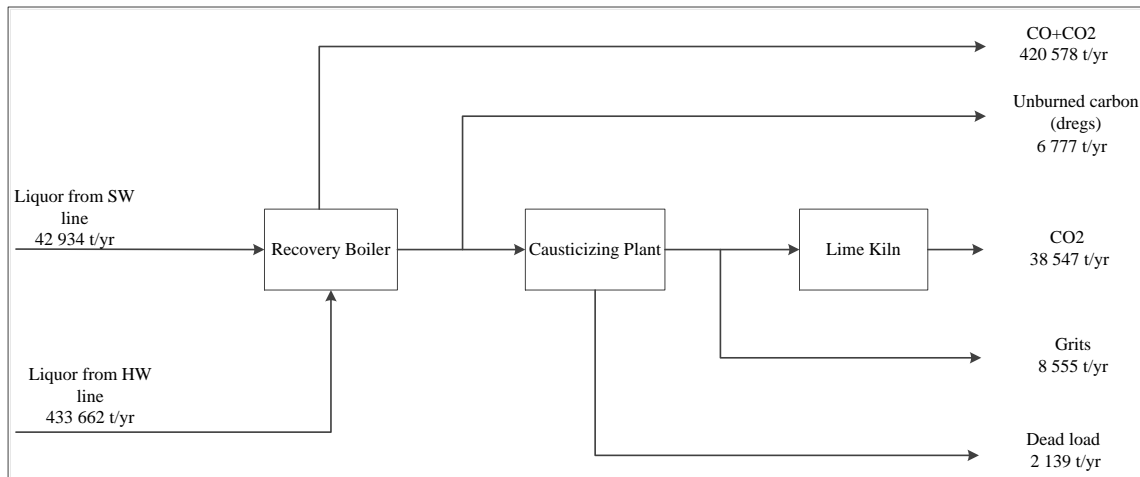 CO+CO2
420 578 t/yr
Unburned carbon
(dregs)
6 777 t/yr
Liquor from SW
line
42 934 t/yr
Recovery Boiler
Causticizing Plant
Lime Kiln
CO2
38 547 t/yr
Grits
8 555 t/yr
Liquor from HW
line
433 662 t/yr
Dead load
2 139 t/yr